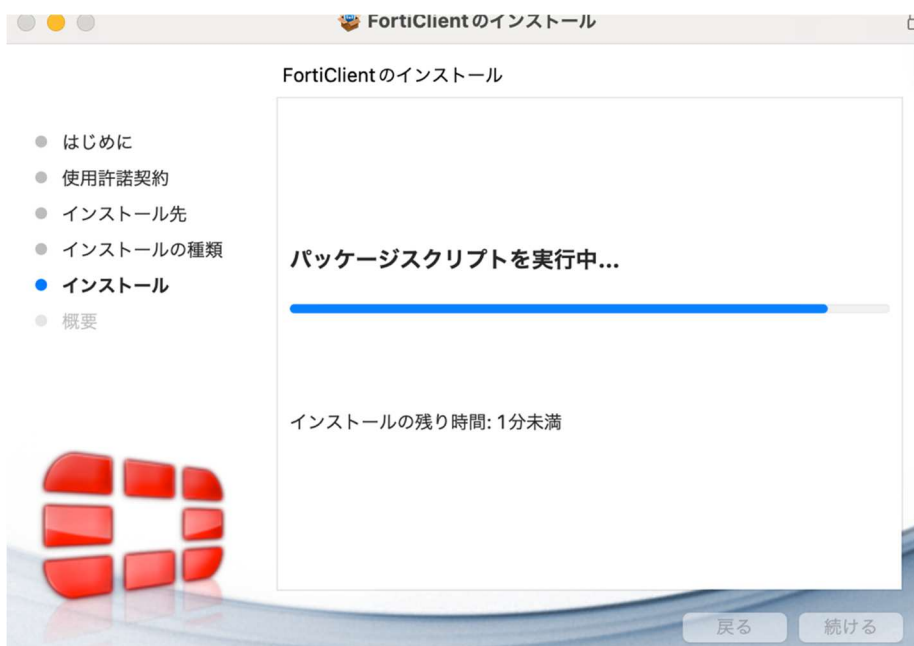 FortiClientのインストール
FortiClientのインストール
はじめに
使用許諾契約
インストール先
インストールの種類
インストール
概要
パッケージスクリプトを実行中...
インストールの残り時間: 1分未満
戻る
続ける